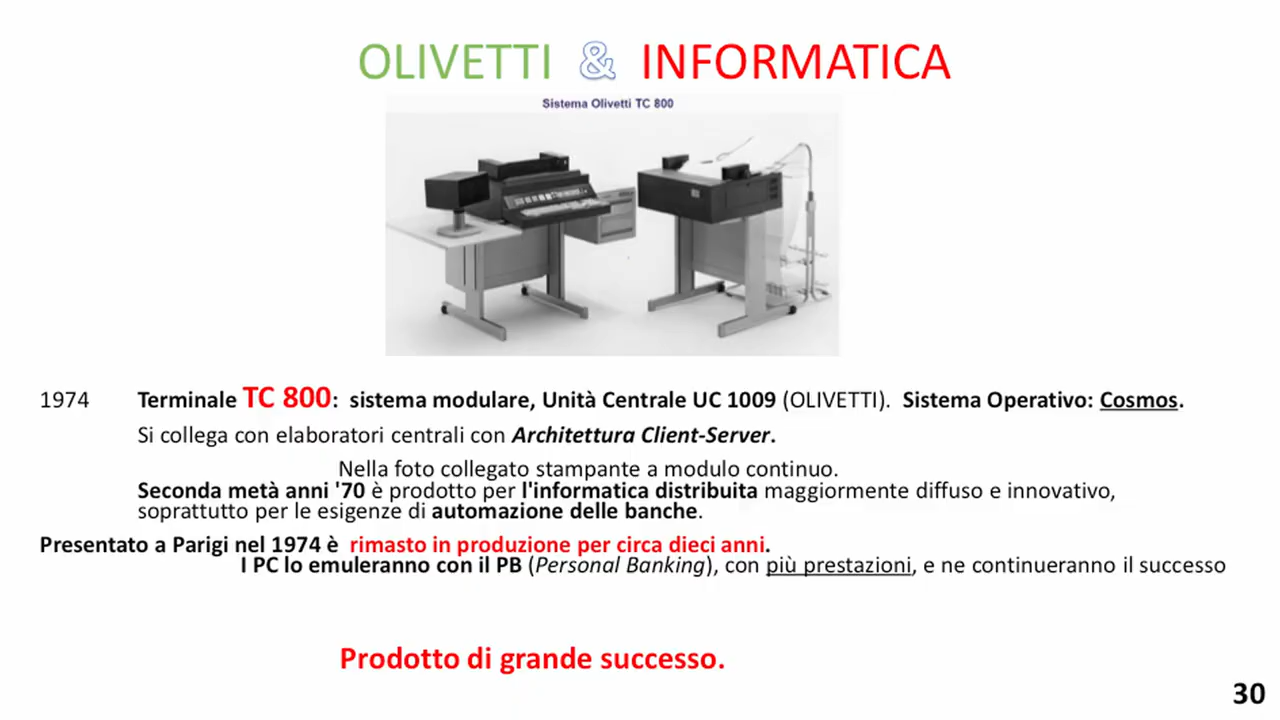 OLIVETTI & INFORMATICA
Sistema Olivetti TC 800
1974 Terminale TC 800: sistema modulare, Unità Centrale UC 1009 (OLIVETTI). Sistema Operativo: Cosmos.
Si collega con elaboratori centrali con Architettura Client-Server.
Nella foto collegato stampante a modulo continuo.
Seconda metà anni '70 è prodotto per l'informatica distribuita maggiormente diffuso e innovativo,
soprattutto per le esigenze di automazione delle banche.
Presentato a Parigi nel 1974 è rimasto in produzione per circa dieci anni.
I PC lo emuleranno con il PB (Personal Banking), con più prestazioni, e ne continueranno il successo
Prodotto di grande successo.
30